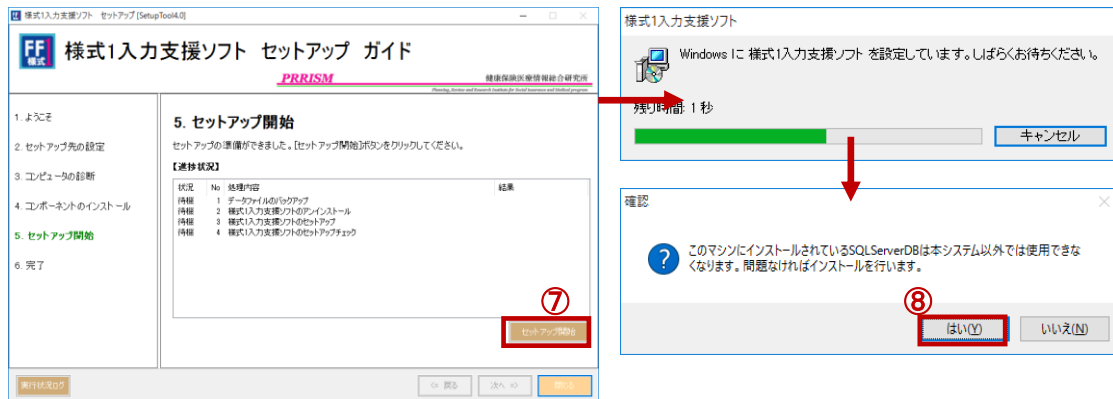 様式1入力支援ソフト セットアップ [SetupTool4.0]
FF1
様式
様式1入力支援ソフト セットアップ ガイド
PRRISM
健康保険医療情報総合研究所
Planning, Review and Research Institute for Social insurance and Medical program
1. ようこそ
2. セットアップ先の設定
3. コンピュータの診断
4. コンポーネントのインストール
5. セットアップ開始
6. 完了
5. セットアップ開始
セットアップの準備ができました。[セットアップ開始]ボタンをクリックしてください。
【進捗状況】
状況 No 処理内容 結果
待機 1 データファイルのバックアップ
待機 2 様式1入力支援ソフトのアンインストール
待機 3 様式1入力支援ソフトのセットアップ
待機 4 様式1入力支援ソフトのセットアップチェック
⑦
セットアップ開始
実行状況ログ
<= 戻る
次へ =>
閉じる
様式1入力支援ソフト
Windows に 様式1入力支援ソフト を設定しています。しばらくお待ちください。
残り時間: 1 秒
キャンセル
確認
このマシンにインストールされているSQLServerDBは本システム以外では使用できな
くなります。問題なければインストールを行います。
⑧
はい(Y)
いいえ(N)